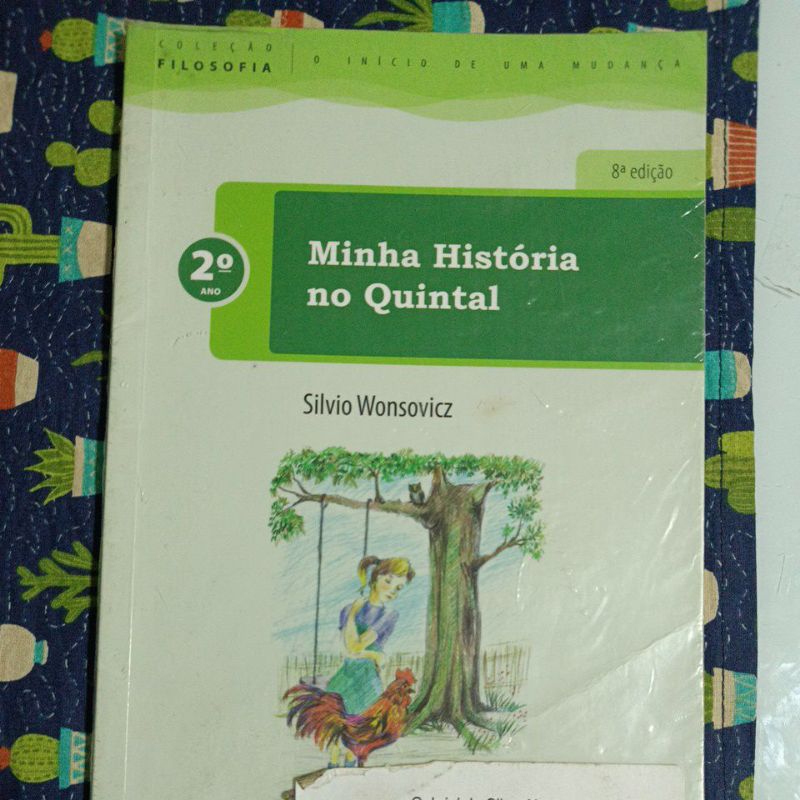 COLEÇÃO
FILOSOFIA
O INÍCIO DE UMA MUDANÇA
8ª edição
2º
ANO
Minha História
no Quintal
Silvio Wonsovicz